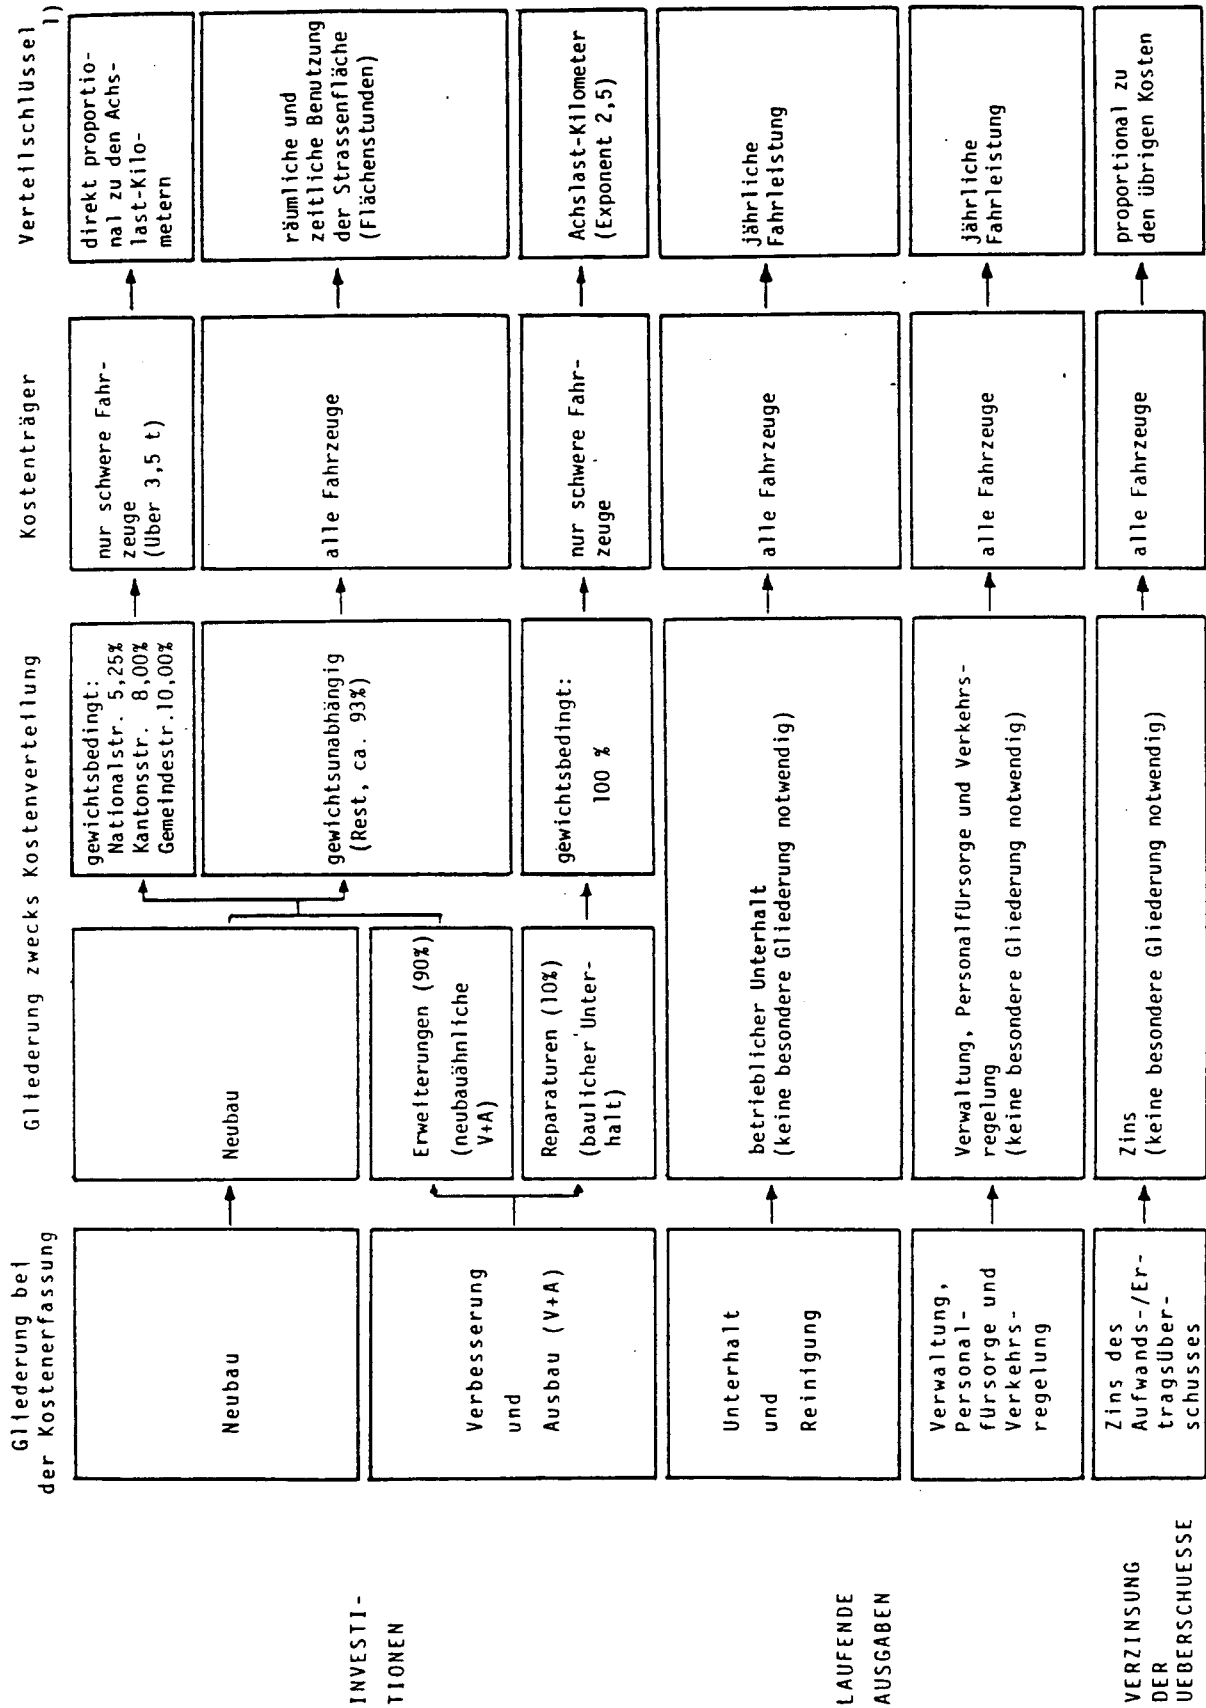 Gliederung bei
der Kostenerfassung
Gliederung zwecks Kostenverteilung
Kostenträger
Verteilschlüssel 1)
INVESTI-
TIONEN
Neubau
Neubau
gewichtsbedingt:
Nationalstr. 5,25%
Kantonsstr. 8,00%
Gemeindestr.10,00%
nur schwere Fahr-
zeuge
(Über 3,5 t)
direkt proportio-
nal zu den Achs-
last-Kilo-
metern
gewichtsunabhängig
(Rest, ca. 93%)
alle Fahrzeuge
räumliche und
zeitliche Benutzung
der Strassenfläche
(Flächenstunden)
Verbesserung
und
Ausbau (V+A)
Erweiterungen (90%)
(neubauähnliche
V+A)
Reparaturen (10%)
(baulicher Unter-
halt)
gewichtsbedingt:
100 %
nur schwere Fahr-
zeuge
Achslast-Kilometer
(Exponent 2,5)
LAUFENDE
AUSGABEN
Unterhalt
und
Reinigung
betrieblicher Unterhalt
(keine besondere Gliederung notwendig)
alle Fahrzeuge
jährliche
Fahrleistung
Verwaltung,
Personal-
fürsorge und
Verkehrs-
regelung
Verwaltung, Personalfürsorge und Verkehrs-
regelung
(keine besondere Gliederung notwendig)
alle Fahrzeuge
jährliche
Fahrleistung
VERZINSUNG
DER
UEBERSCHUESSE
Zins des
Aufwands-/Er-
tragsüber-
schusses
Zins
(keine besondere Gliederung notwendig)
alle Fahrzeuge
proportional zu
den übrigen Kosten